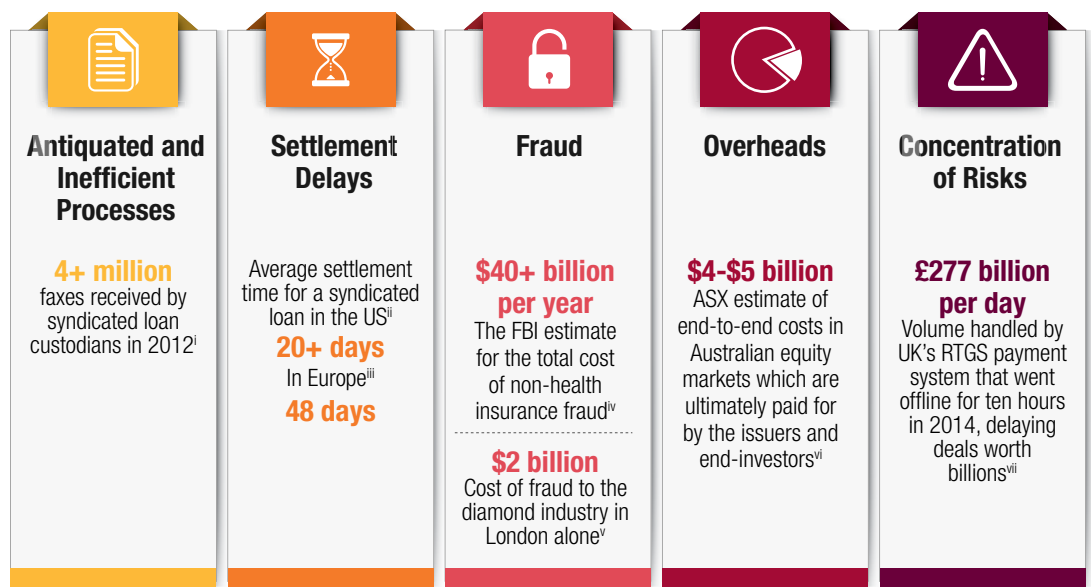 Antiquated and
Inefficient
Processes
4+ million
faxes received by
syndicated loan
custodians in 2012ⁱ
Settlement
Delays
Average settlement
time for a syndicated
loan in the USⁱⁱ
20+ days
In Europeⁱⁱⁱ
48 days
Fraud
$40+ billion
per year
The FBI estimate
for the total cost
of non-health
insurance fraudⁱᵛ
$2 billion
Cost of fraud to the
diamond industry in
London aloneᵛ
Overheads
$4-$5 billion
ASX estimate of
end-to-end costs in
Australian equity
markets which are
ultimately paid for
by the issuers and
end-investorsᵛⁱ
Concentration
of Risks
£277 billion
per day
Volume handled by
UK's RTGS payment
system that went
offline for ten hours
in 2014, delaying
deals worth
billionsᵛⁱⁱ